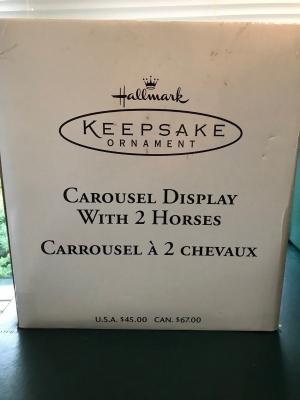 Hallmark
KEEPSAKE
ORNAMENT
CAROUSEL DISPLAY
WITH 2 HORSES
CARROUSEL À 2 CHEVAUX
U.S.A. $45.00 CAN. $67.00